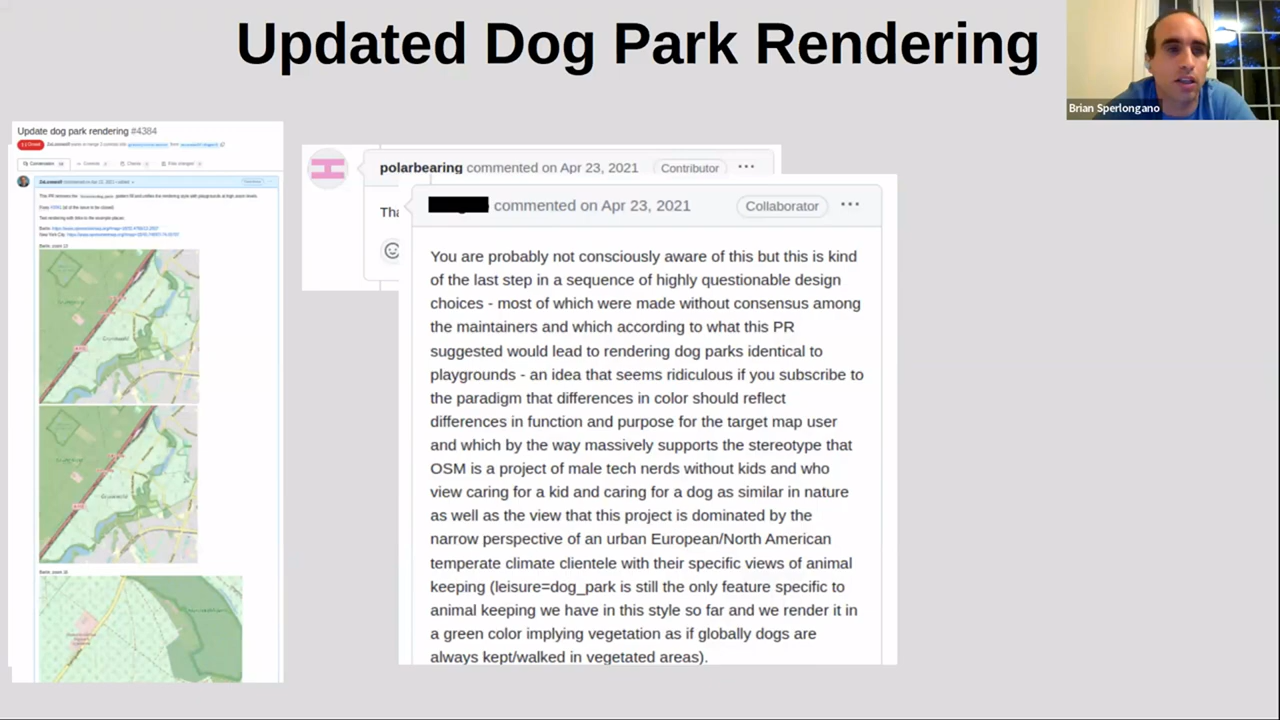 Updated Dog Park Rendering
Brian Sperlongano
Update dog park rendering #4384
Closed
Conversation
polarbearing commented on Apr 23, 2021 Contributor
Tha
commented on Apr 23, 2021 Collaborator
You are probably not consciously aware of this but this is kind
of the last step in a sequence of highly questionable design
choices - most of which were made without consensus among
the maintainers and which according to what this PR
suggested would lead to rendering dog parks identical to
playgrounds - an idea that seems ridiculous if you subscribe to
the paradigm that differences in color should reflect
differences in function and purpose for the target map user
and which by the way massively supports the stereotype that
OSM is a project of male tech nerds without kids and who
view caring for a kid and caring for a dog as similar in nature
as well as the view that this project is dominated by the
narrow perspective of an urban European/North American
temperate climate clientele with their specific views of animal
keeping (leisure=dog_park is still the only feature specific to
animal keeping we have in this style so far and we render it in
a green color implying vegetation as if globally dogs are
always kept/walked in vegetated areas).